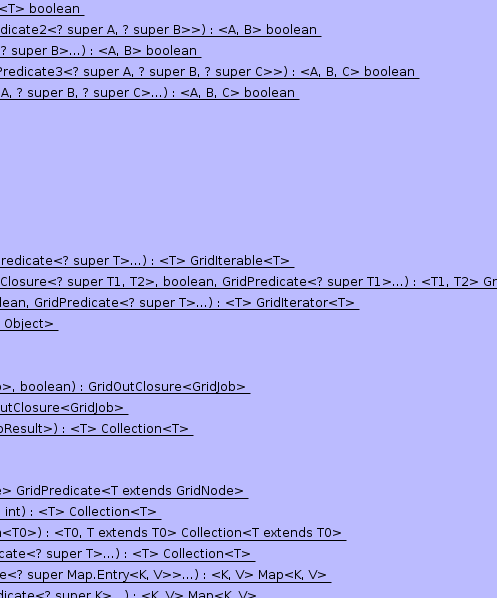 <T> boolean
dicate2<? super A, ? super B>>) : <A, B> boolean
? super B>...) : <A, B> boolean
Predicate3<? super A, ? super B, ? super C>>) : <A, B, C> boolean
A, ? super B, ? super C>...) : <A, B, C> boolean
redicate<? super T>...) : <T> GridIterable<T>
Closure<? super T1, T2>, boolean, GridPredicate<? super T1>...) : <T1, T2> Gr
lean, GridPredicate<? super T>...) : <T> GridIterator<T>
Object>
>, boolean) : GridOutClosure<GridJob>
utClosure<GridJob>
Result>) : <T> Collection<T>
> GridPredicate<T extends GridNode>
int) : <T> Collection<T>
<T0>) : <T0, T extends T0> Collection<T extends T0>
cate<? super T>...) : <T> Collection<T>
e<? super Map.Entry<K, V>>...) : <K, V> Map<K, V>
dicate<? super K>...) : <K, V> Map<K, V>